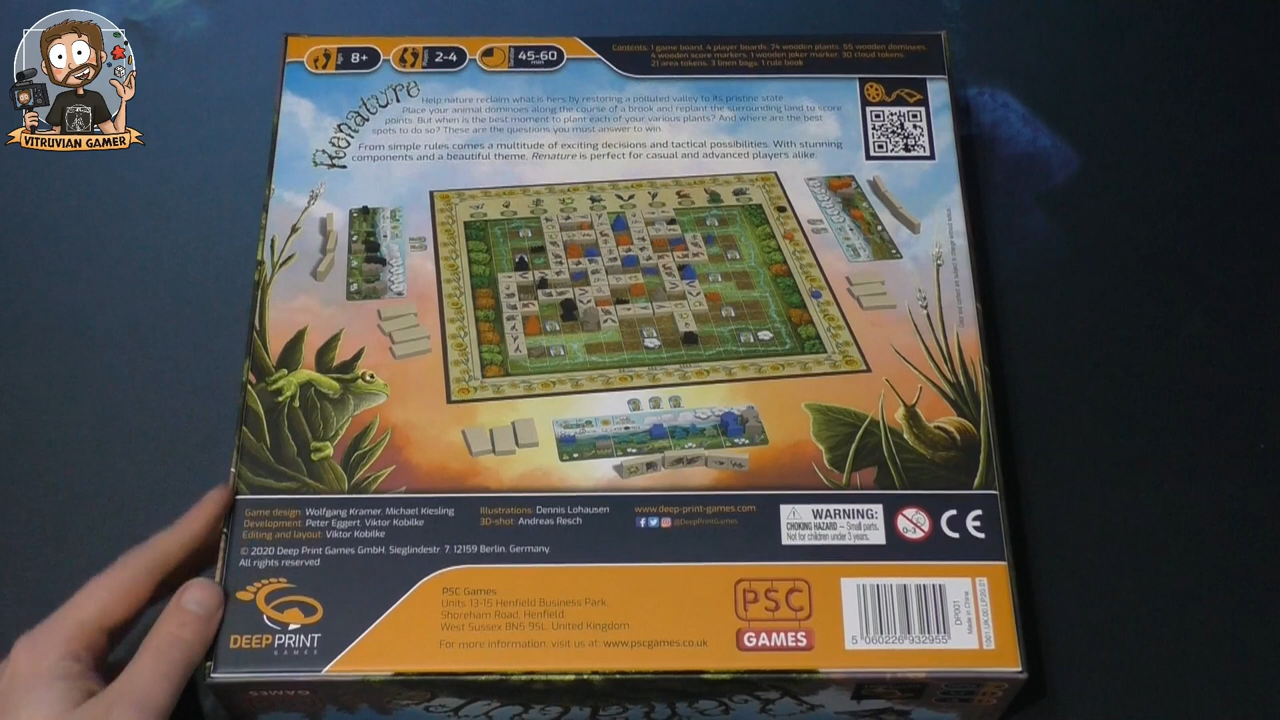 VITRUVIAN GAMER
Ages
8+
Players
2-4
45-60
min
Contents: 1 game board, 4 player boards, 74 wooden plants, 55 wooden dominoes,
4 wooden score markers, 1 wooden joker marker, 30 cloud tokens,
21 area tokens, 3 linen bags, 1 rule book
Renature
Help nature reclaim what is hers by restoring a polluted valley to its pristine state.
Place your animal dominoes along the course of a brook and replant the surrounding land to score
points. But when is the best moment to plant each of your various plants? And where are the best
spots to do so? These are the questions you must answer to win.
From simple rules comes a multitude of exciting decisions and tactical possibilities. With stunning
components and a beautiful theme, Renature is perfect for casual and advanced players alike.
Game design: Wolfgang Kramer, Michael Kiesling
Development: Peter Eggert, Viktor Kobilke
Editing and layout: Viktor Kobilke
Illustrations: Dennis Lohausen
3D-shot: Andreas Resch
www.deep-print-games.com
@DeepPrintGames
© 2020 Deep Print Games GmbH, Sieglindestr. 7, 12159 Berlin, Germany.
All rights reserved
WARNING:
CHOKING HAZARD – Small parts.
Not for children under 3 years.
0-3
CE
DEEP PRINT
GAMES
PSC Games
Units 13-15 Henfield Business Park,
Shoreham Road, Henfield,
West Sussex BN5 9SL, United Kingdom
For more information, visit us at: www.pscgames.co.uk
PSC
GAMES
5 060226 932955
DP001
Made in China.
GAMES
Renature